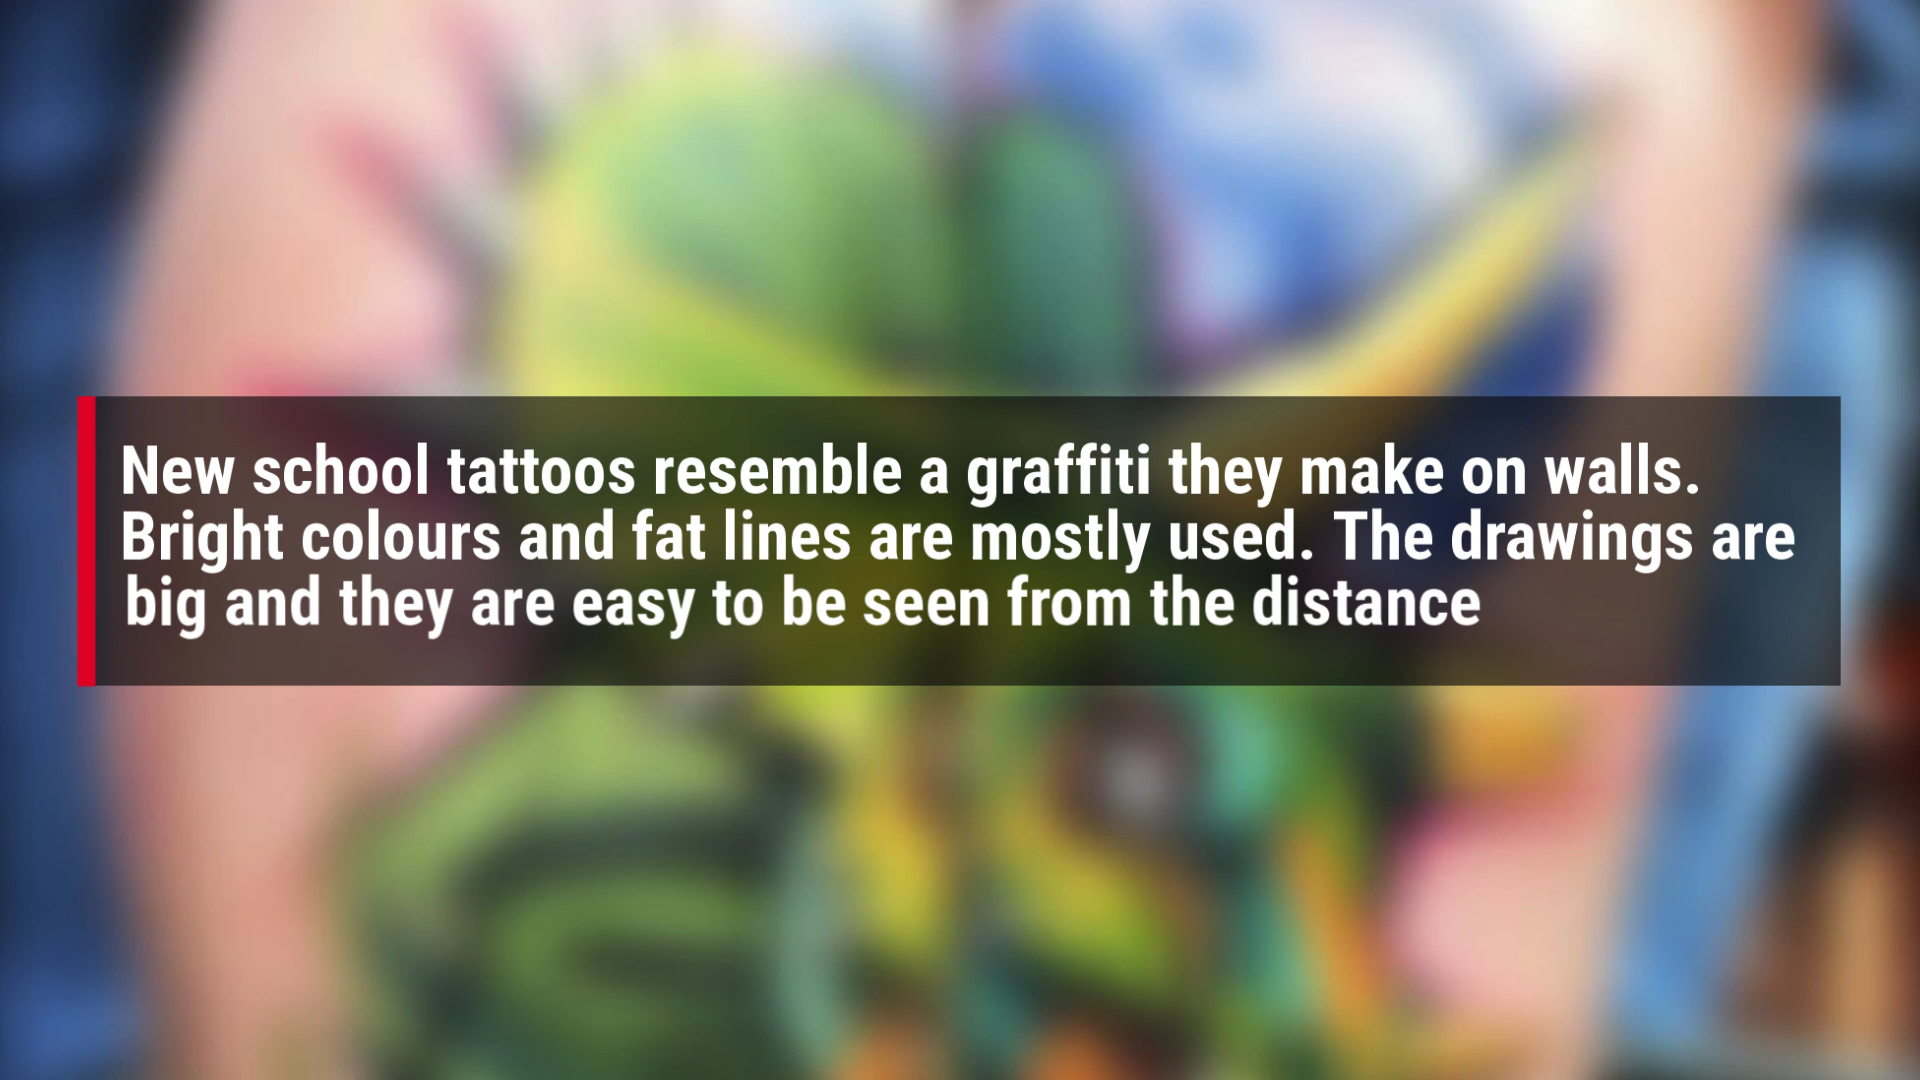 New school tattoos resemble a graffiti they make on walls.
Bright colours and fat lines are mostly used. The drawings are
big and they are easy to be seen from the distance